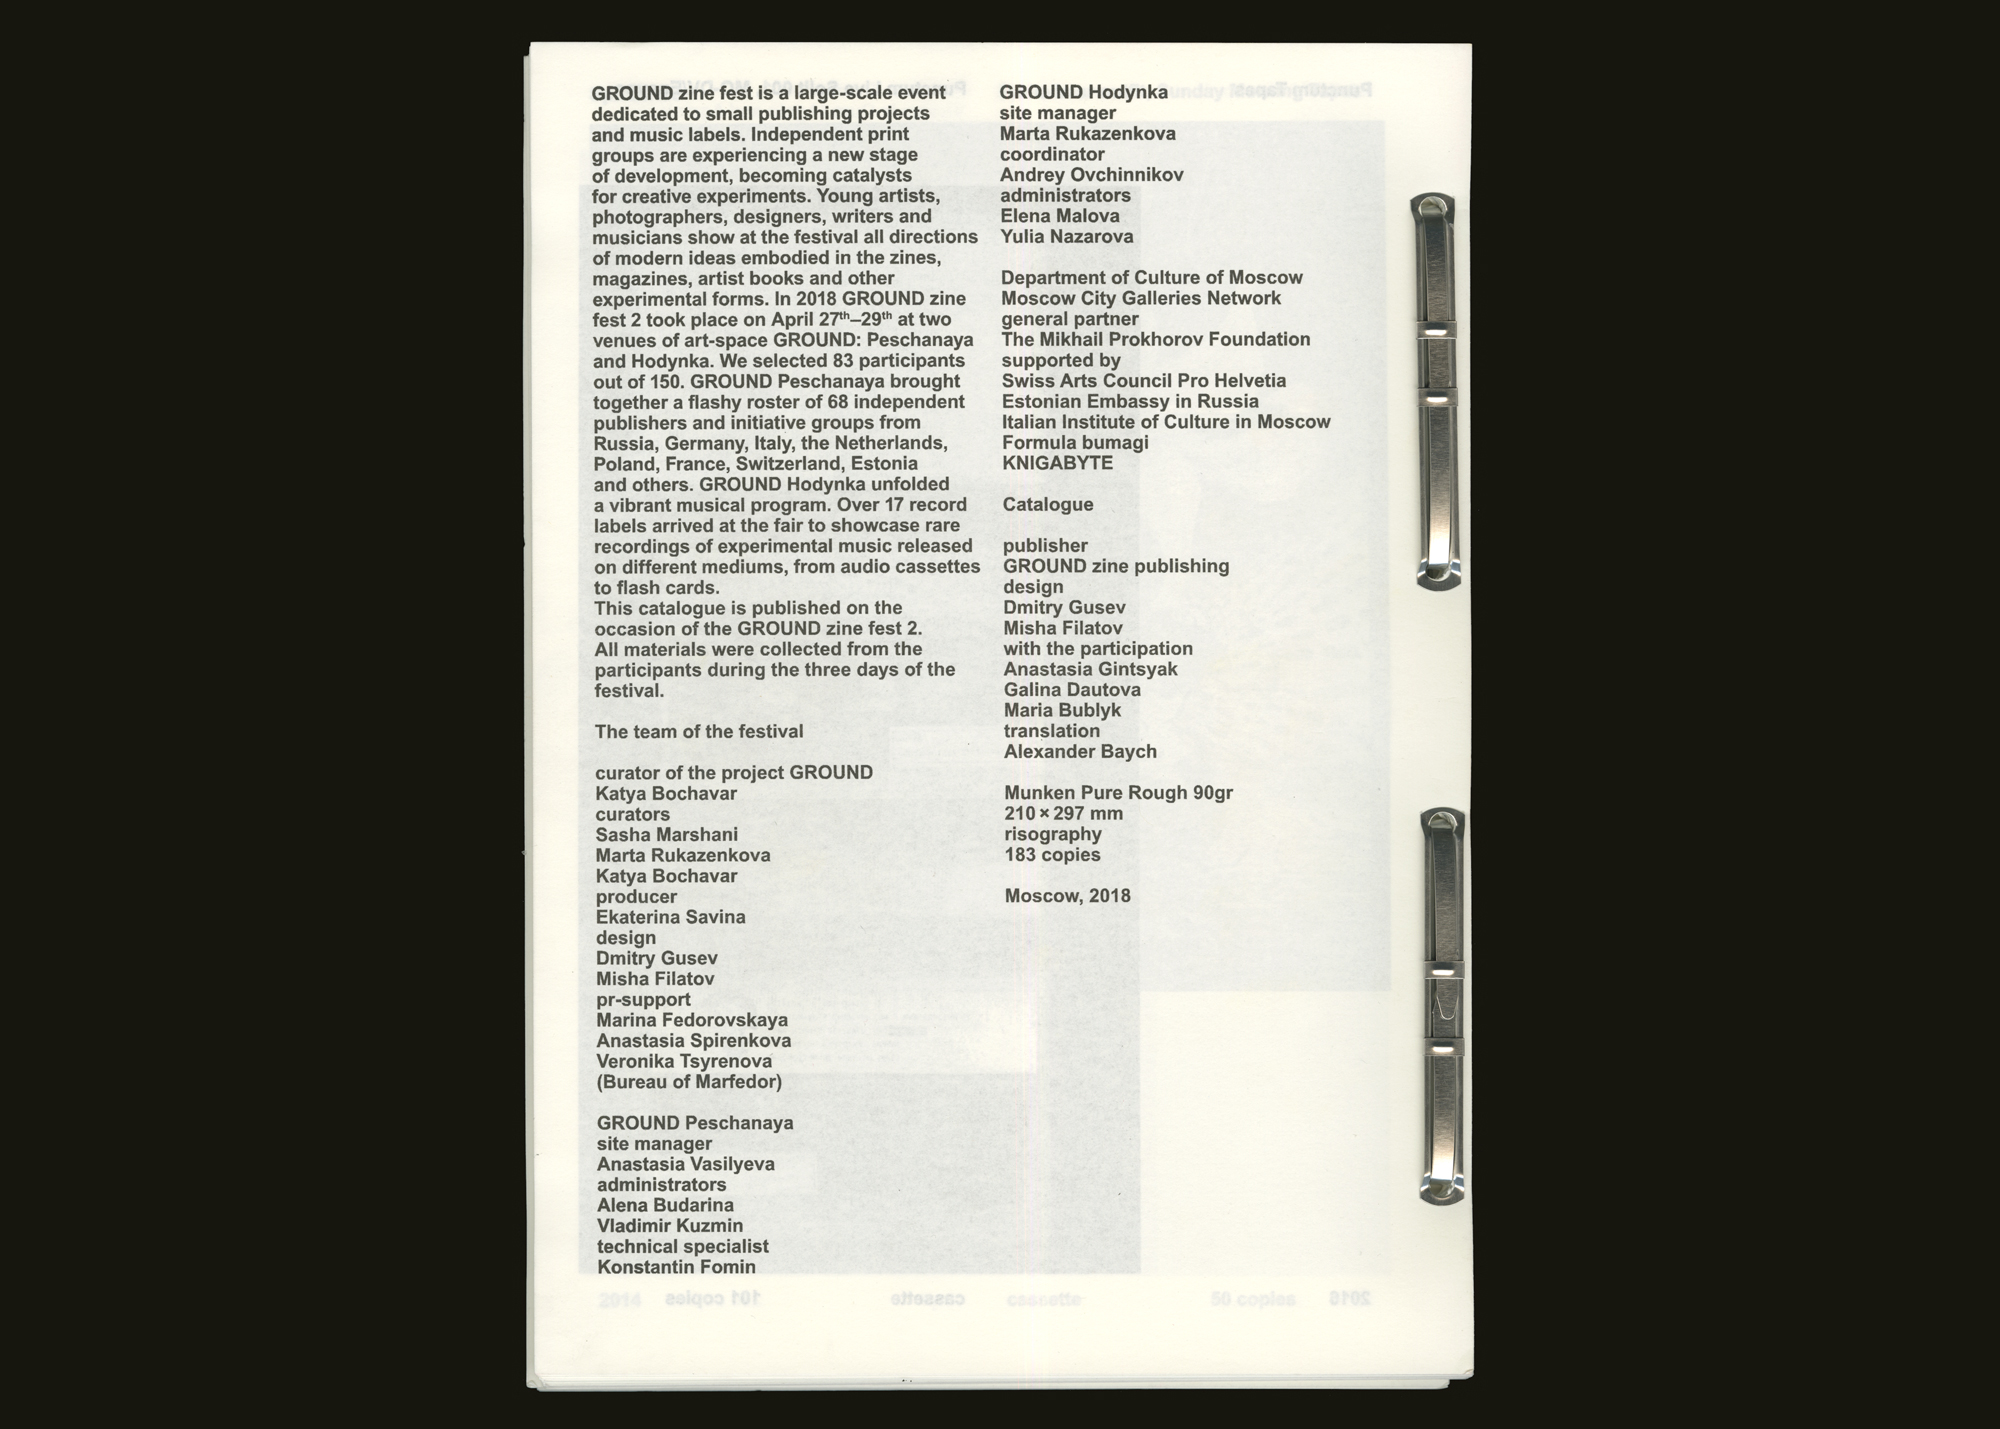 GROUND zine fest is a large-scale event
dedicated to small publishing projects
and music labels. Independent print
groups are experiencing a new stage
of development, becoming catalysts
for creative experiments. Young artists,
photographers, designers, writers and
musicians show at the festival all directions
of modern ideas embodied in the zines,
magazines, artist books and other
experimental forms. In 2018 GROUND zine
fest 2 took place on April 27th–29th at two
venues of art-space GROUND: Peschanaya
and Hodynka. We selected 83 participants
out of 150. GROUND Peschanaya brought
together a flashy roster of 68 independent
publishers and initiative groups from
Russia, Germany, Italy, the Netherlands,
Poland, France, Switzerland, Estonia
and others. GROUND Hodynka unfolded
a vibrant musical program. Over 17 record
labels arrived at the fair to showcase rare
recordings of experimental music released
on different mediums, from audio cassettes
to flash cards.
This catalogue is published on the
occasion of the GROUND zine fest 2.
All materials were collected from the
participants during the three days of the
festival.
The team of the festival
curator of the project GROUND
Katya Bochavar
curators
Sasha Marshani
Marta Rukazenkova
Katya Bochavar
producer
Ekaterina Savina
design
Dmitry Gusev
Misha Filatov
pr-support
Marina Fedorovskaya
Anastasia Spirenkova
Veronika Tsyrenova
(Bureau of Marfedor)
GROUND Peschanaya
site manager
Anastasia Vasilyeva
administrators
Alena Budarina
Vladimir Kuzmin
technical specialist
Konstantin Fomin
GROUND Hodynka
site manager
Marta Rukazenkova
coordinator
Andrey Ovchinnikov
administrators
Elena Malova
Yulia Nazarova
Department of Culture of Moscow
Moscow City Galleries Network
general partner
The Mikhail Prokhorov Foundation
supported by
Swiss Arts Council Pro Helvetia
Estonian Embassy in Russia
Italian Institute of Culture in Moscow
Formula bumagi
KNIGABYTE
Catalogue
publisher
GROUND zine publishing
design
Dmitry Gusev
Misha Filatov
with the participation
Anastasia Gintsyak
Galina Dautova
Maria Bublyk
translation
Alexander Baych
Munken Pure Rough 90gr
210 × 297 mm
risography
183 copies
Moscow, 2018
2014 101 copies cassette cassette 50 copies 2016